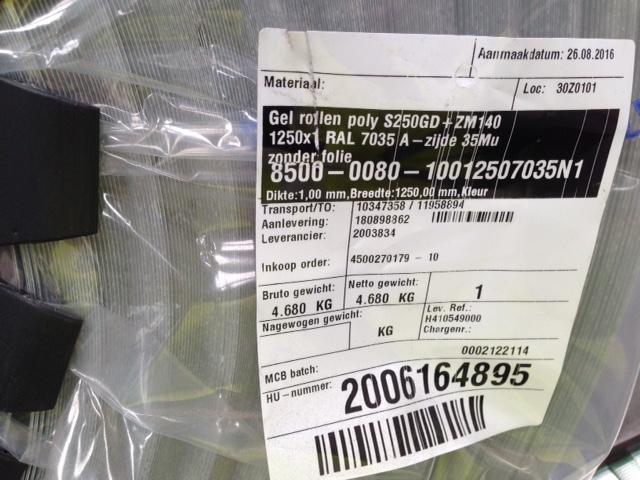 Aanmaakdatum: 26.08.2016
Materiaal:
Loc: 30Z0101
Gel rollen poly S250GD+ZM140
1250x1 RAL 7035 A-zijde 35Mu
zonder folie
8500-0080-10012507035N1
Dikte:1,00 mm,Breedte:1250,00 mm,Kleur
Transport/TO: 10347358 / 11958894
Aanlevering: 180898862
Leverancier: 2003834
Inkoop order: 4500270179 - 10
Bruto gewicht: Netto gewicht:
4.680 KG 4.680 KG 1
Nagewogen gewicht: Lev. Ref.:
H410549000
KG Chargenr.:
0002122114
MCB batch:
HU-nummer: 2006164895